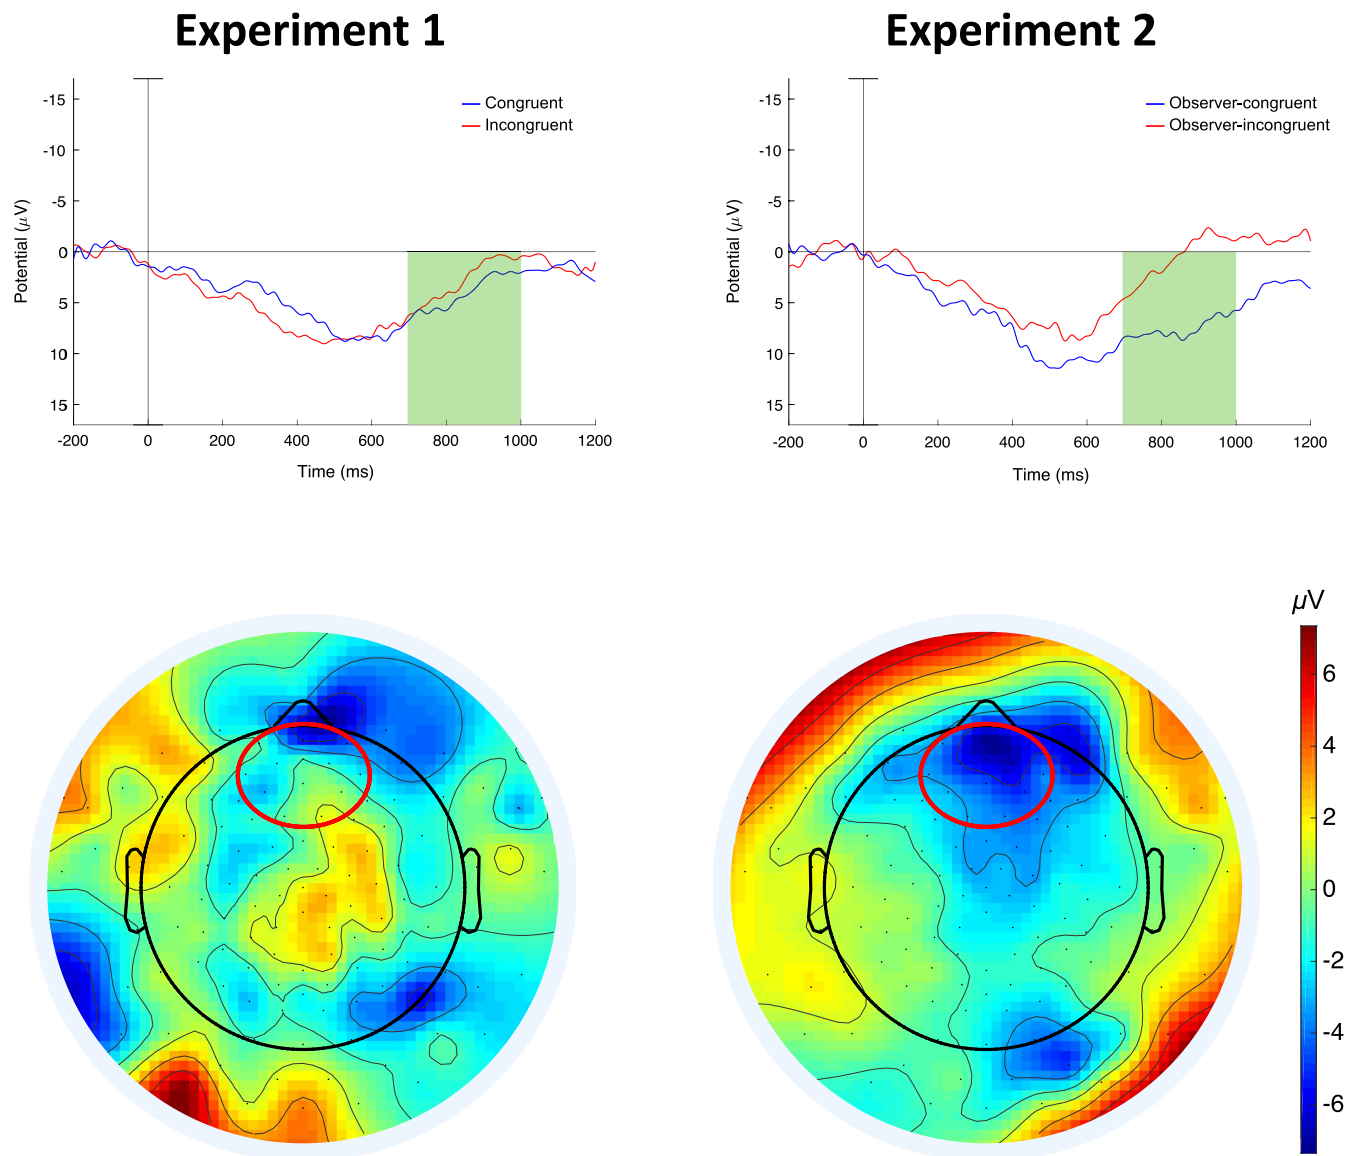 Experiment 1
Experiment 2
-15
-10
-5
0
5
10
15
Potential (µV)
Congruent
Incongruent
-200 0 200 400 600 800 1000 1200
Time (ms)
-15
-10
-5
0
5
10
15
Potential (µV)
Observer-congruent
Observer-incongruent
-200 0 200 400 600 800 1000 1200
Time (ms)
µV
6
4
2
0
-2
-4
-6